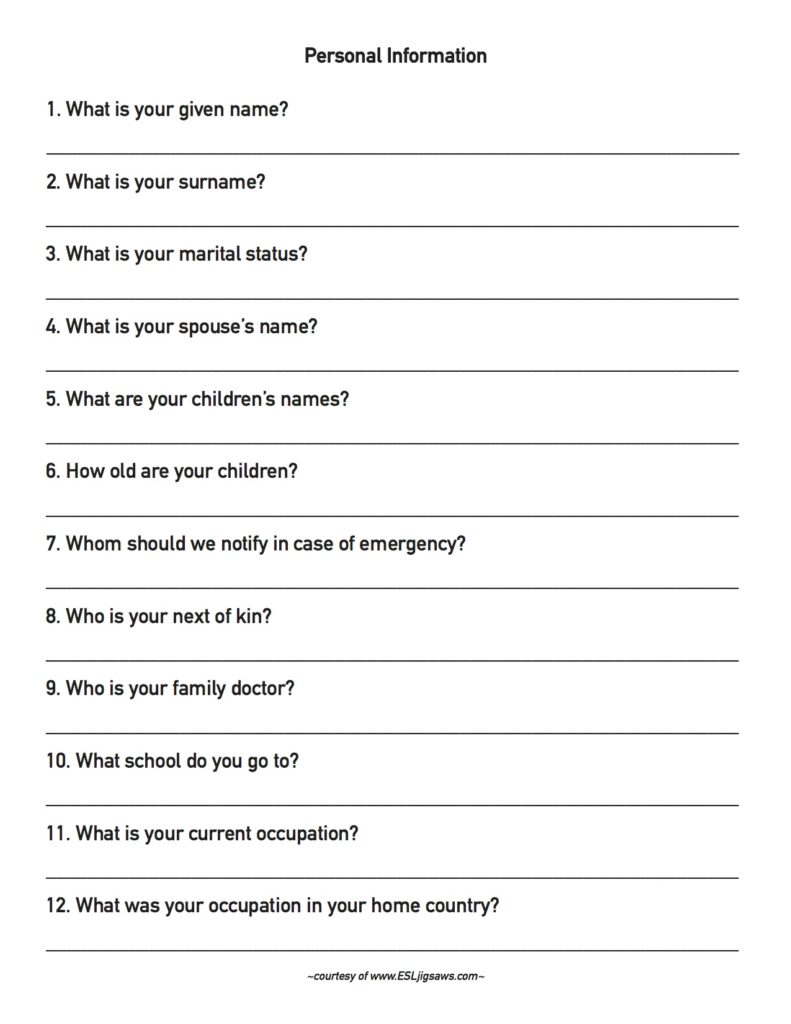 Personal Information
1. What is your given name?
2. What is your surname?
3. What is your marital status?
4. What is your spouse’s name?
5. What are your children’s names?
6. How old are your children?
7. Whom should we notify in case of emergency?
8. Who is your next of kin?
9. Who is your family doctor?
10. What school do you go to?
11. What is your current occupation?
12. What was your occupation in your home country?
~courtesy of www.ESLjigsaws.com~